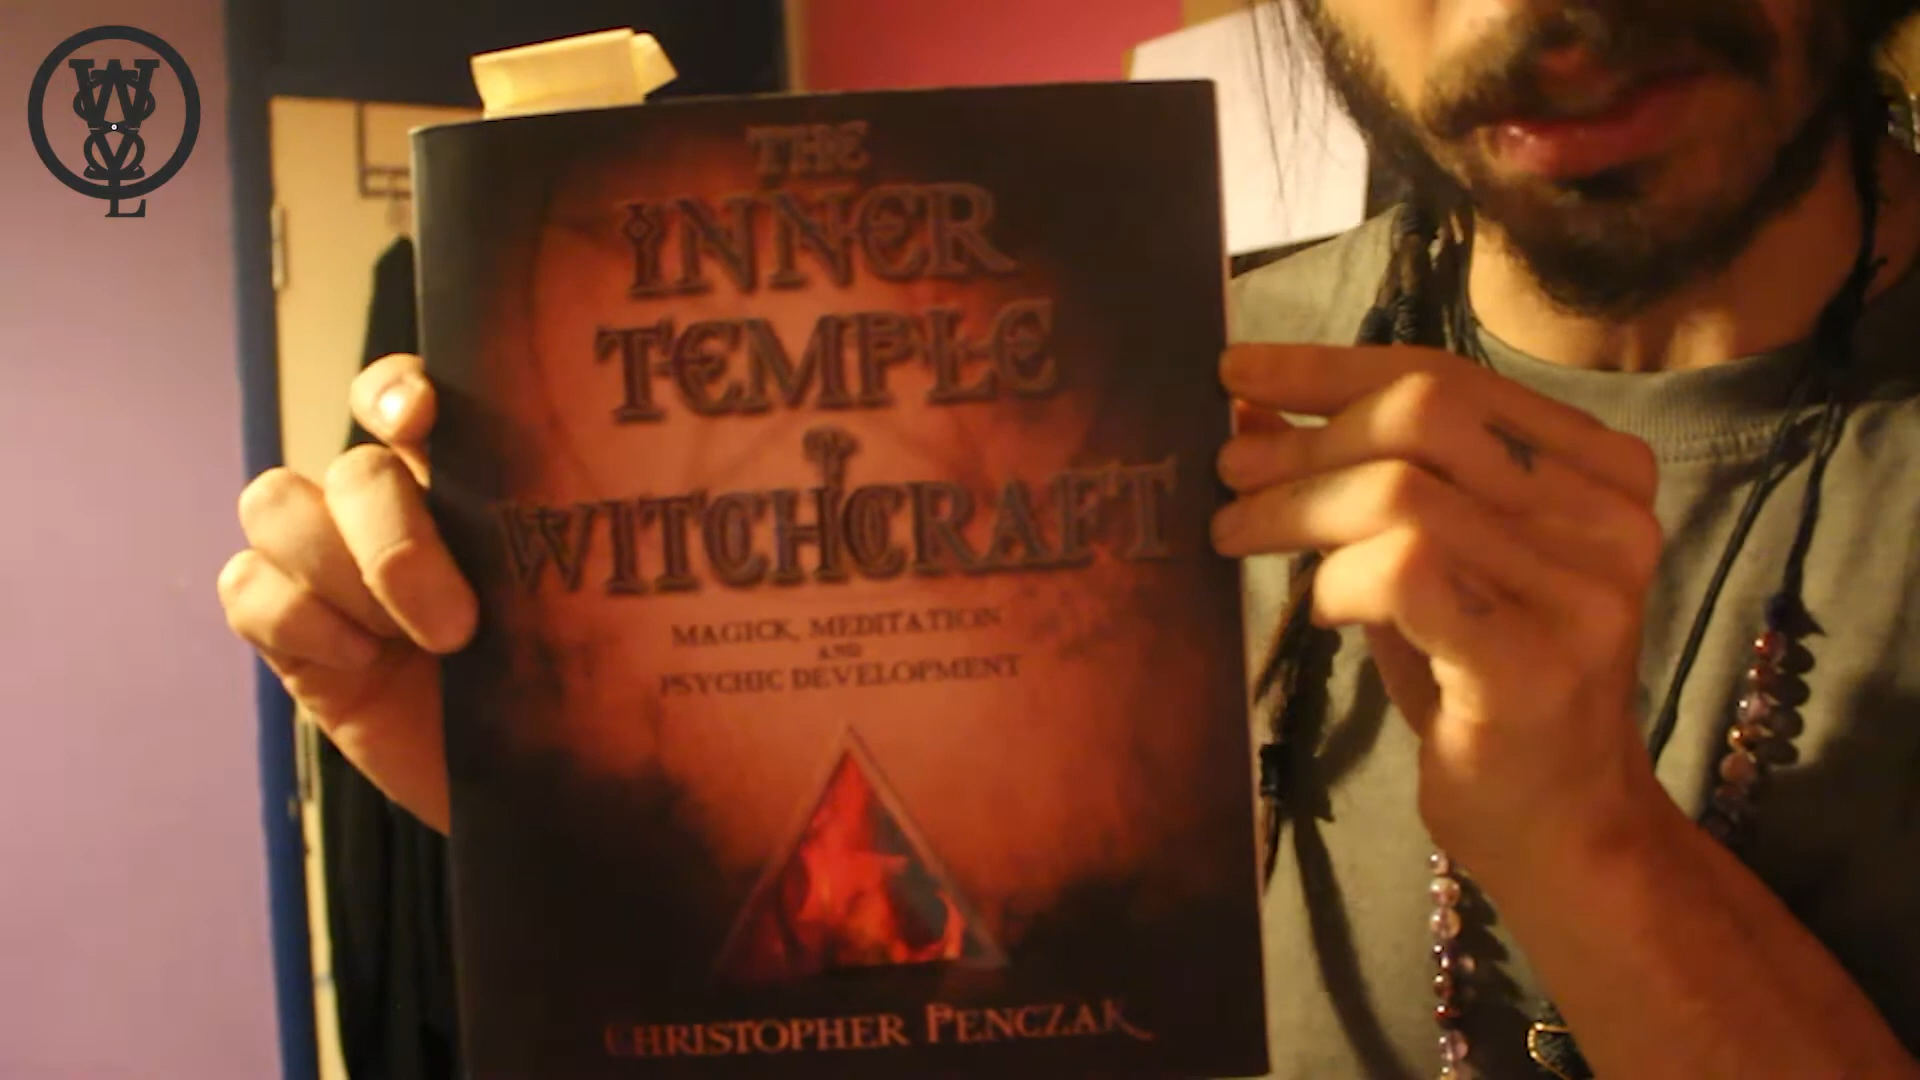 THE
INNER
TEMPLE
OF
WITCHCRAFT
MAGICK, MEDITATION
AND
PSYCHIC DEVELOPMENT
CHRISTOPHER PENCZAK